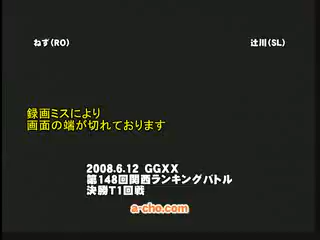 ねず(RO)
辻川(SL)
録画ミスにより
画面の端が切れております
2008.6.12 GGXX
第148回関西ランキングバトル
決勝T1回戦
a-cho.com